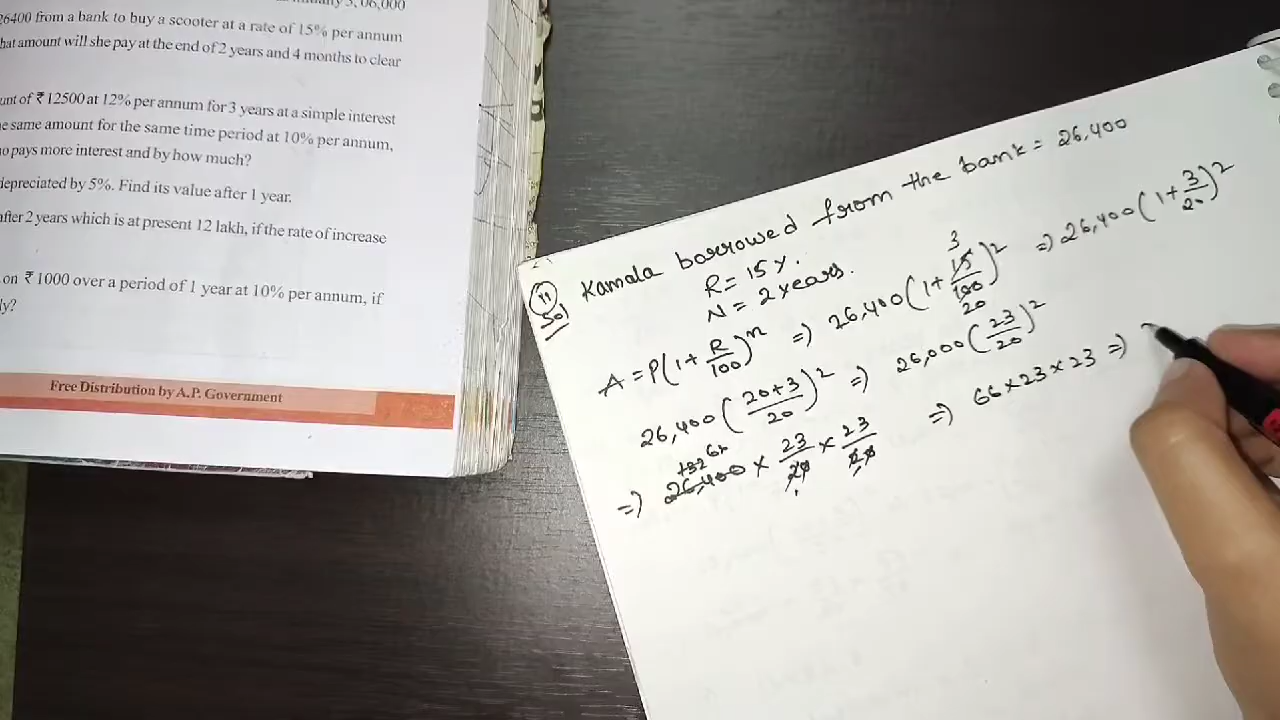 26400 from a bank to buy a scooter at a rate of 15% per annum
hat amount will she pay at the end of 2 years and 4 months to clear
unt of ₹ 12500 at 12% per annum for 3 years at a simple interest
e same amount for the same time period at 10% per annum,
o pays more interest and by how much?
depreciated by 5%. Find its value after 1 year.
after 2 years which is at present 12 lakh, if the rate of increase
on ₹ 1000 over a period of 1 year at 10% per annum, if
ly?
Free Distribution by A.P. Government
11 Sol Kamala borrowed from the bank = 26,400
R = 15 %.
N = 2 years.
A = P(1 + R/100)^n ⇒ 26,400(1 + 15/100)^2 ⇒ 26,400(1 + 3/20)^2
3
20
26,400(20+3/20)^2 ⇒ 26,000(23/20)^2
⇒ 26,400 × 23/20 × 23/20 ⇒ 66×23×23 ⇒